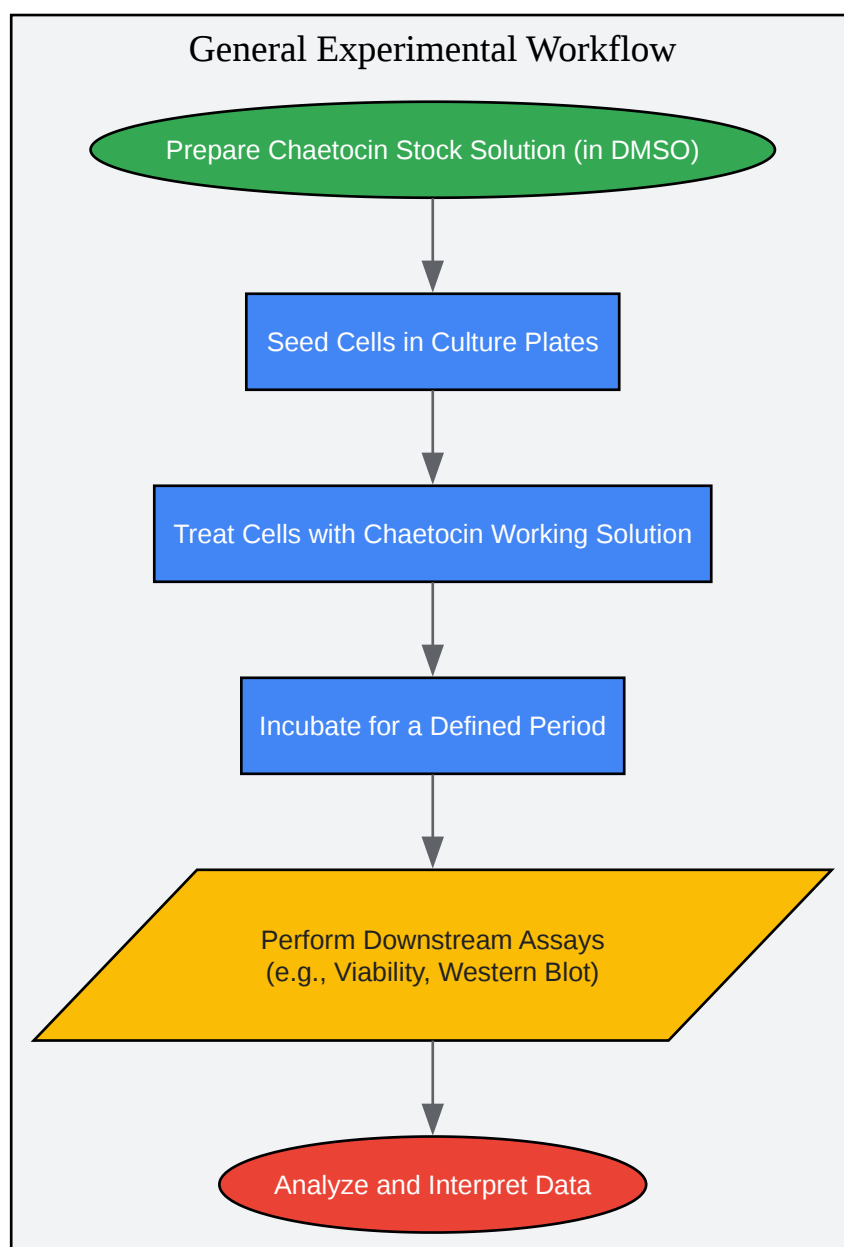 General Experimental Workflow
Prepare Chaetocin Stock Solution (in DMSO)
Seed Cells in Culture Plates
Treat Cells with Chaetocin Working Solution
Incubate for a Defined Period
Perform Downstream Assays
(e.g., Viability, Western Blot)
Analyze and Interpret Data